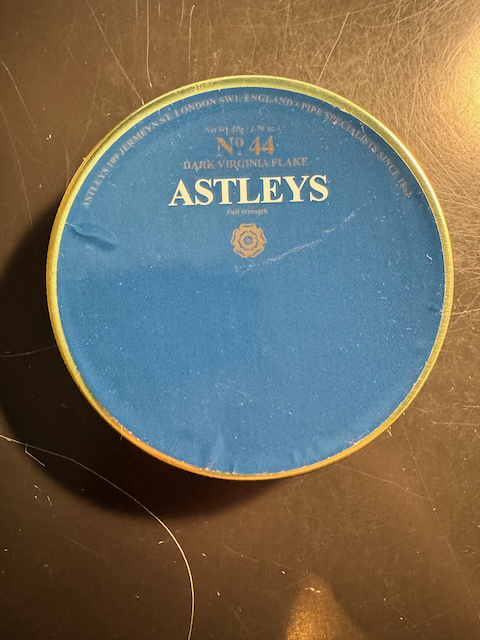 ASTLEYS 109 JERMEYN ST. LONDON SW1. ENGLAND • PIPE SPECIALISTS SINCE 1862
Net Wt. 50g / 1.76 oz.
Nº 44
DARK VIRGINIA FLAKE
ASTLEYS
Full Strength